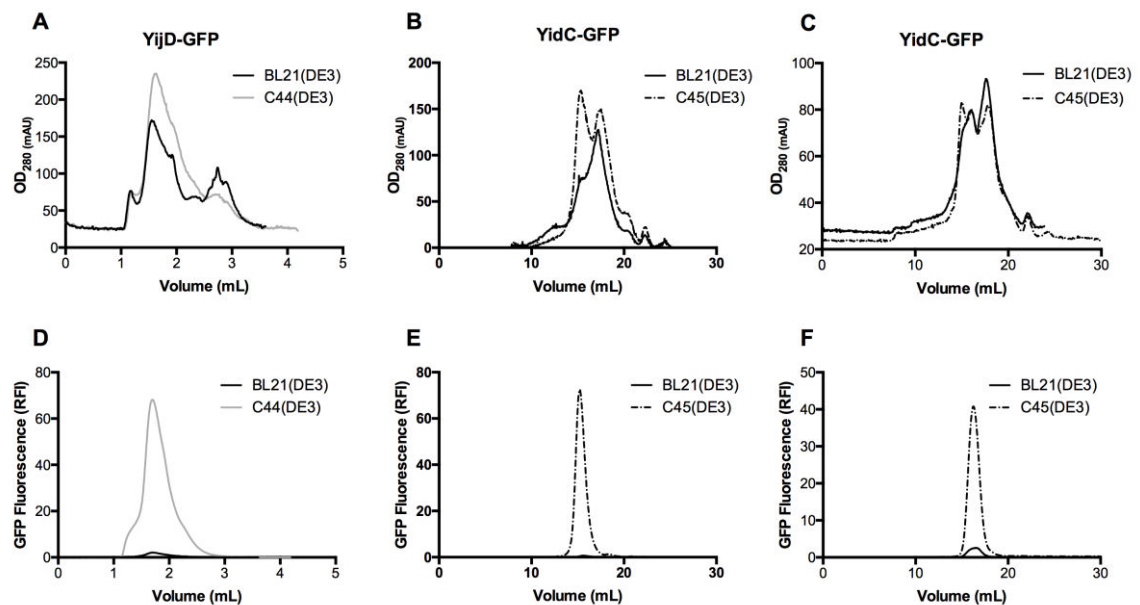 A
YijD-GFP
OD280 (mAU)
250
200
150
100
50
0
0 1 2 3 4 5
Volume (mL)
BL21(DE3)
C44(DE3)
B
YidC-GFP
OD280 (mAU)
200
150
100
50
0
0 10 20 30
Volume (mL)
BL21(DE3)
C45(DE3)
C
YidC-GFP
OD280 (mAU)
100
80
60
40
20
0 10 20 30
Volume (mL)
BL21(DE3)
C45(DE3)
D
GFP Fluorescence (RFI)
80
60
40
20
0
0 1 2 3 4 5
Volume (mL)
BL21(DE3)
C44(DE3)
E
GFP Fluorescence (RFI)
80
60
40
20
0
0 10 20 30
Volume (mL)
BL21(DE3)
C45(DE3)
F
GFP Fluorescence (RFI)
50
40
30
20
10
0
0 10 20 30
Volume (mL)
BL21(DE3)
C45(DE3)